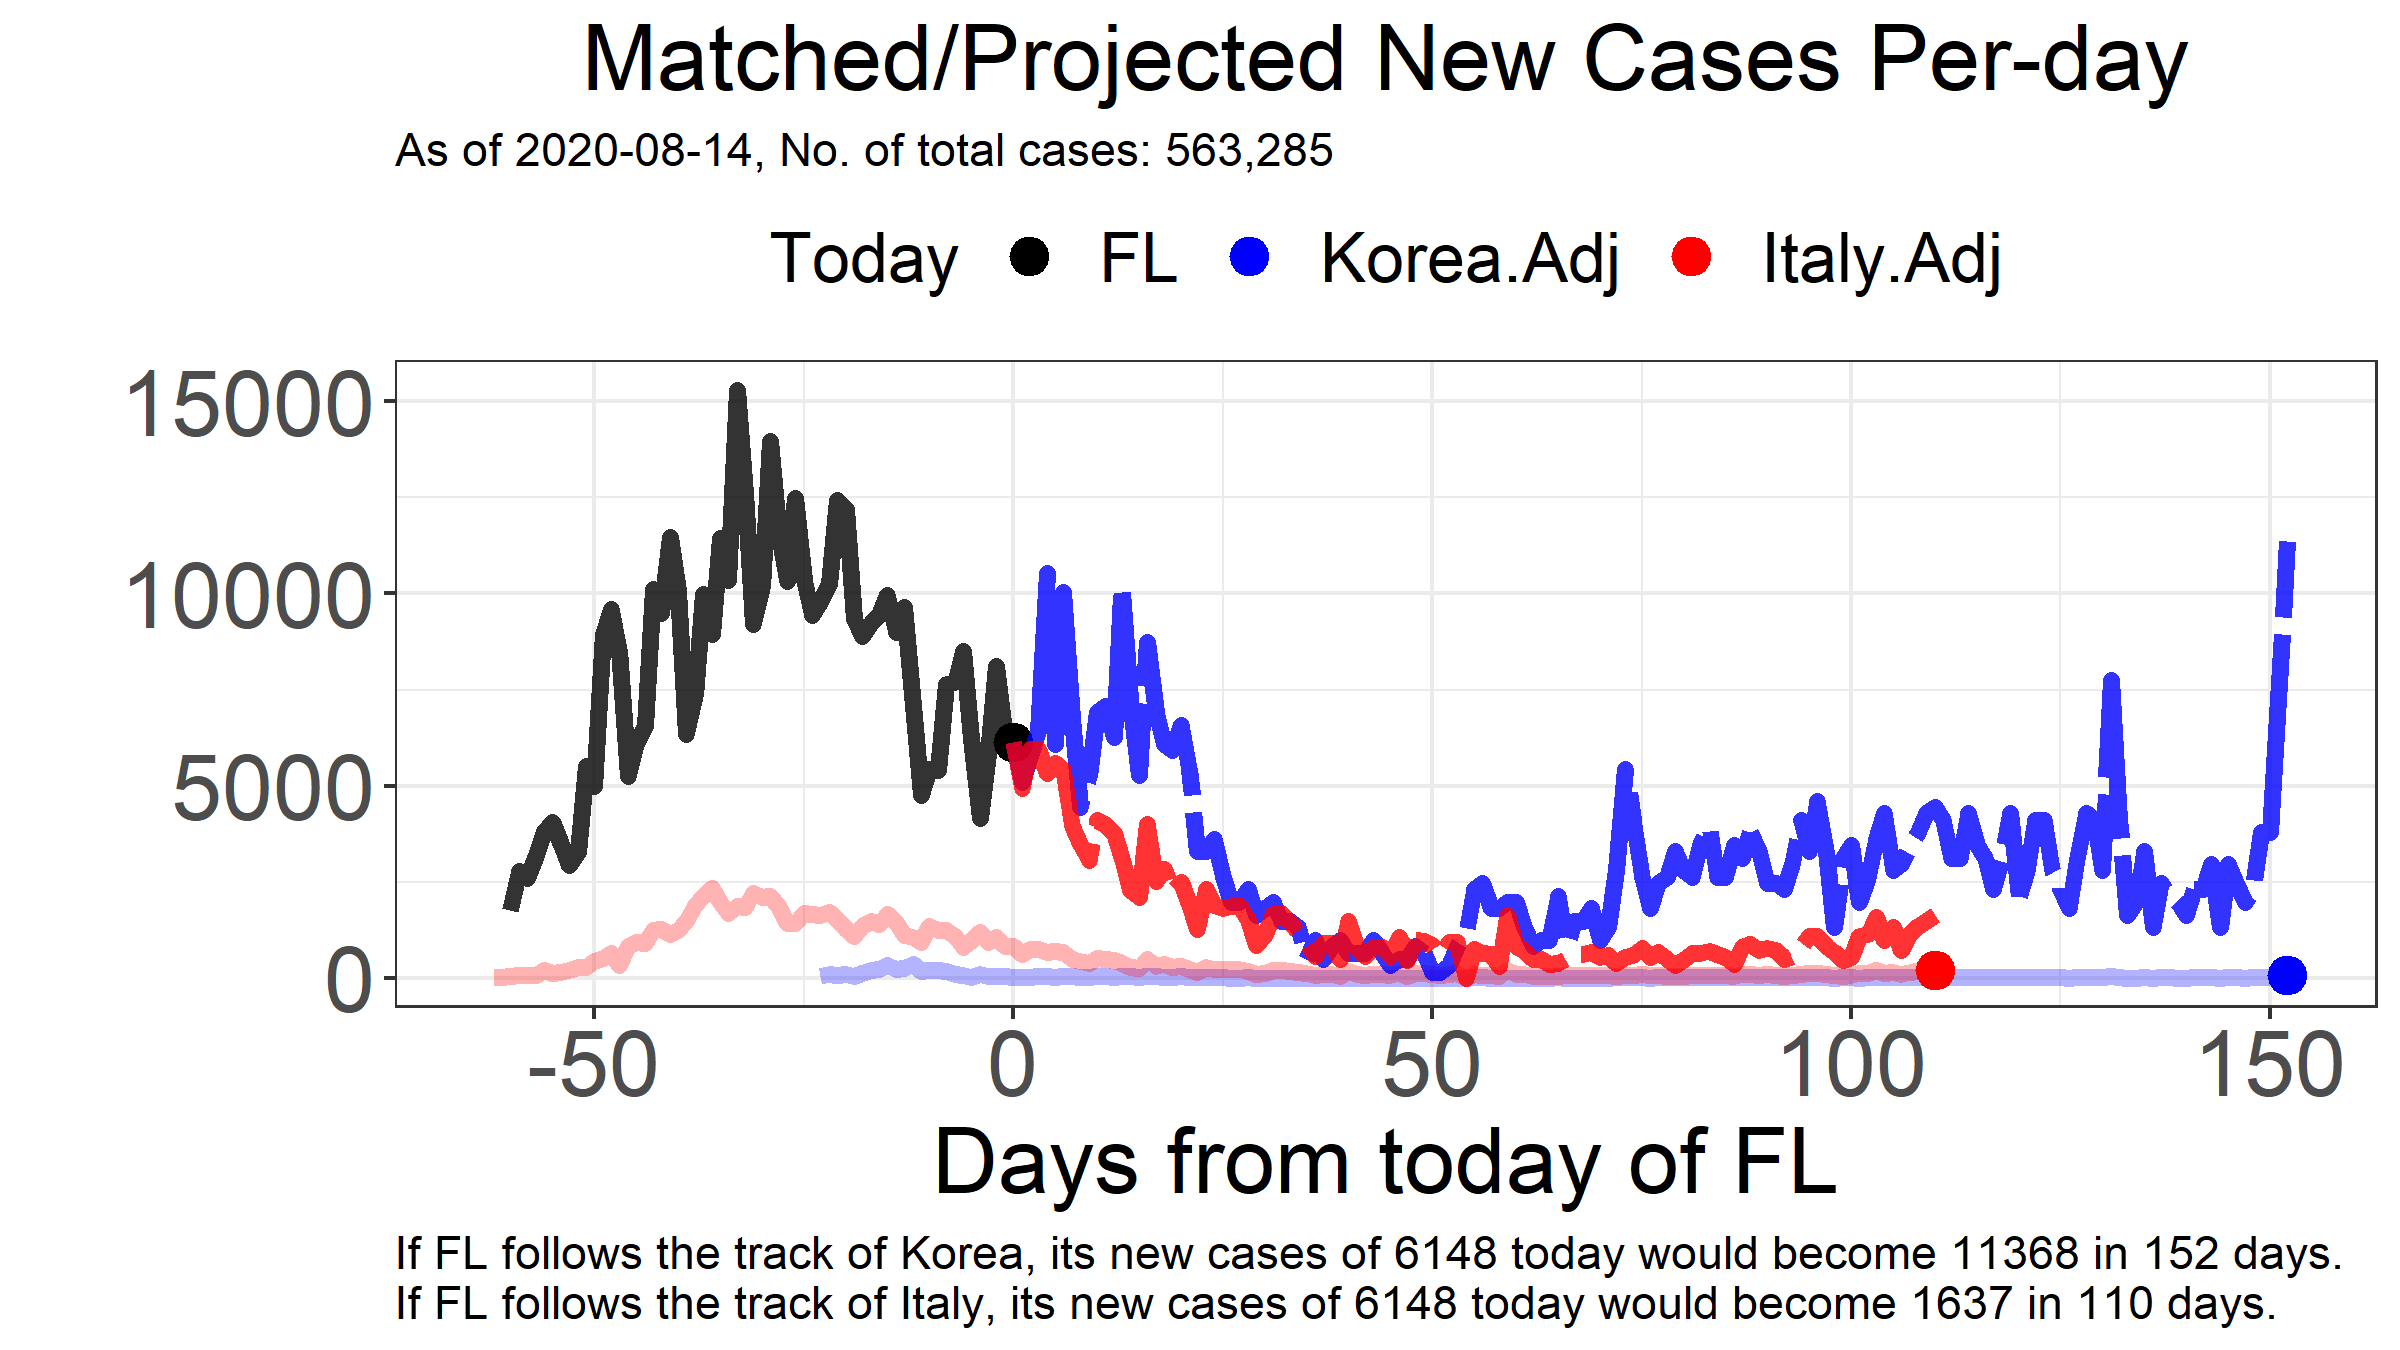 Matched/Projected New Cases Per-day
As of 2020-08-14, No. of total cases: 563,285
Today FL Korea.Adj Italy.Adj
15000
10000
5000
0
-50 0 50 100 150
Days from today of FL
If FL follows the track of Korea, its new cases of 6148 today would become 11368 in 152 days.
If FL follows the track of Italy, its new cases of 6148 today would become 1637 in 110 days.